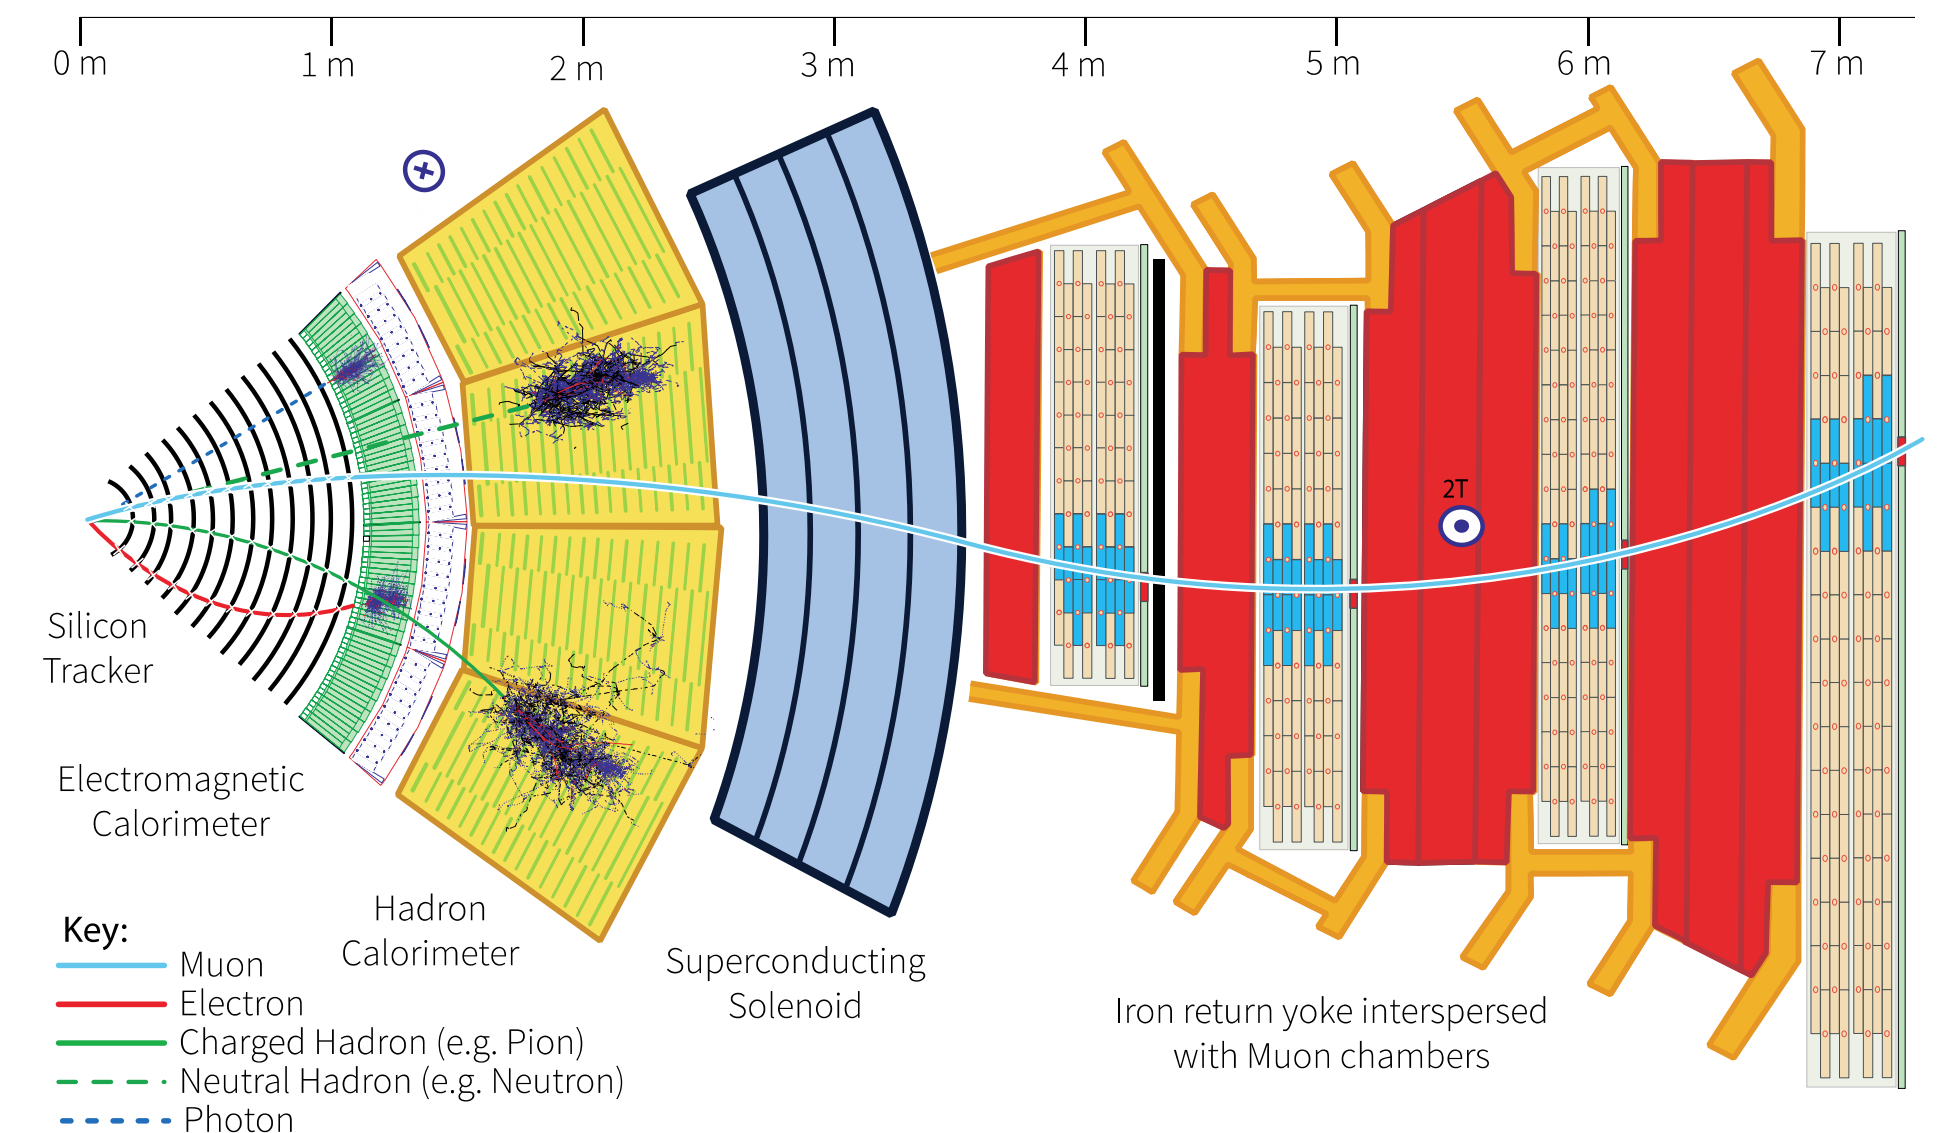 0 m 1 m 2 m 3 m 4 m 5 m 6 m 7 m
2T
Silicon
Tracker
Electromagnetic
Calorimeter
Hadron
Calorimeter
Superconducting
Solenoid
Iron return yoke interspersed
with Muon chambers
Key:
Muon
Electron
Charged Hadron (e.g. Pion)
Neutral Hadron (e.g. Neutron)
Photon